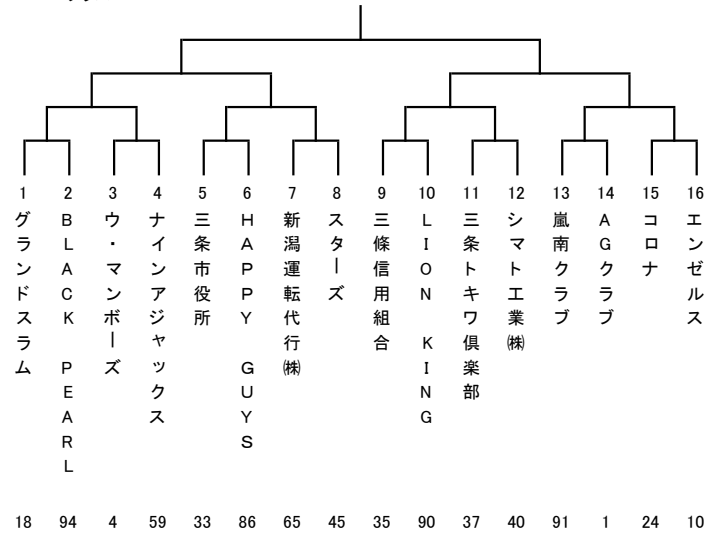 1 2 3 4 5 6 7 8 9 10 11 12 13 14 15 16
グランドスラム
BLACK PEARL
ウ・マンボーズ
ナインアジャックス
三条市役所
HAPPY GUYS
新潟運転代行㈱
スターズ
三條信用組合
LION KING
三条トキワ倶楽部
シマト工業㈱
嵐南クラブ
AGクラブ
コロナ
エンゼルス
18 94 4 59 33 86 65 45 35 90 37 40 91 1 24 10